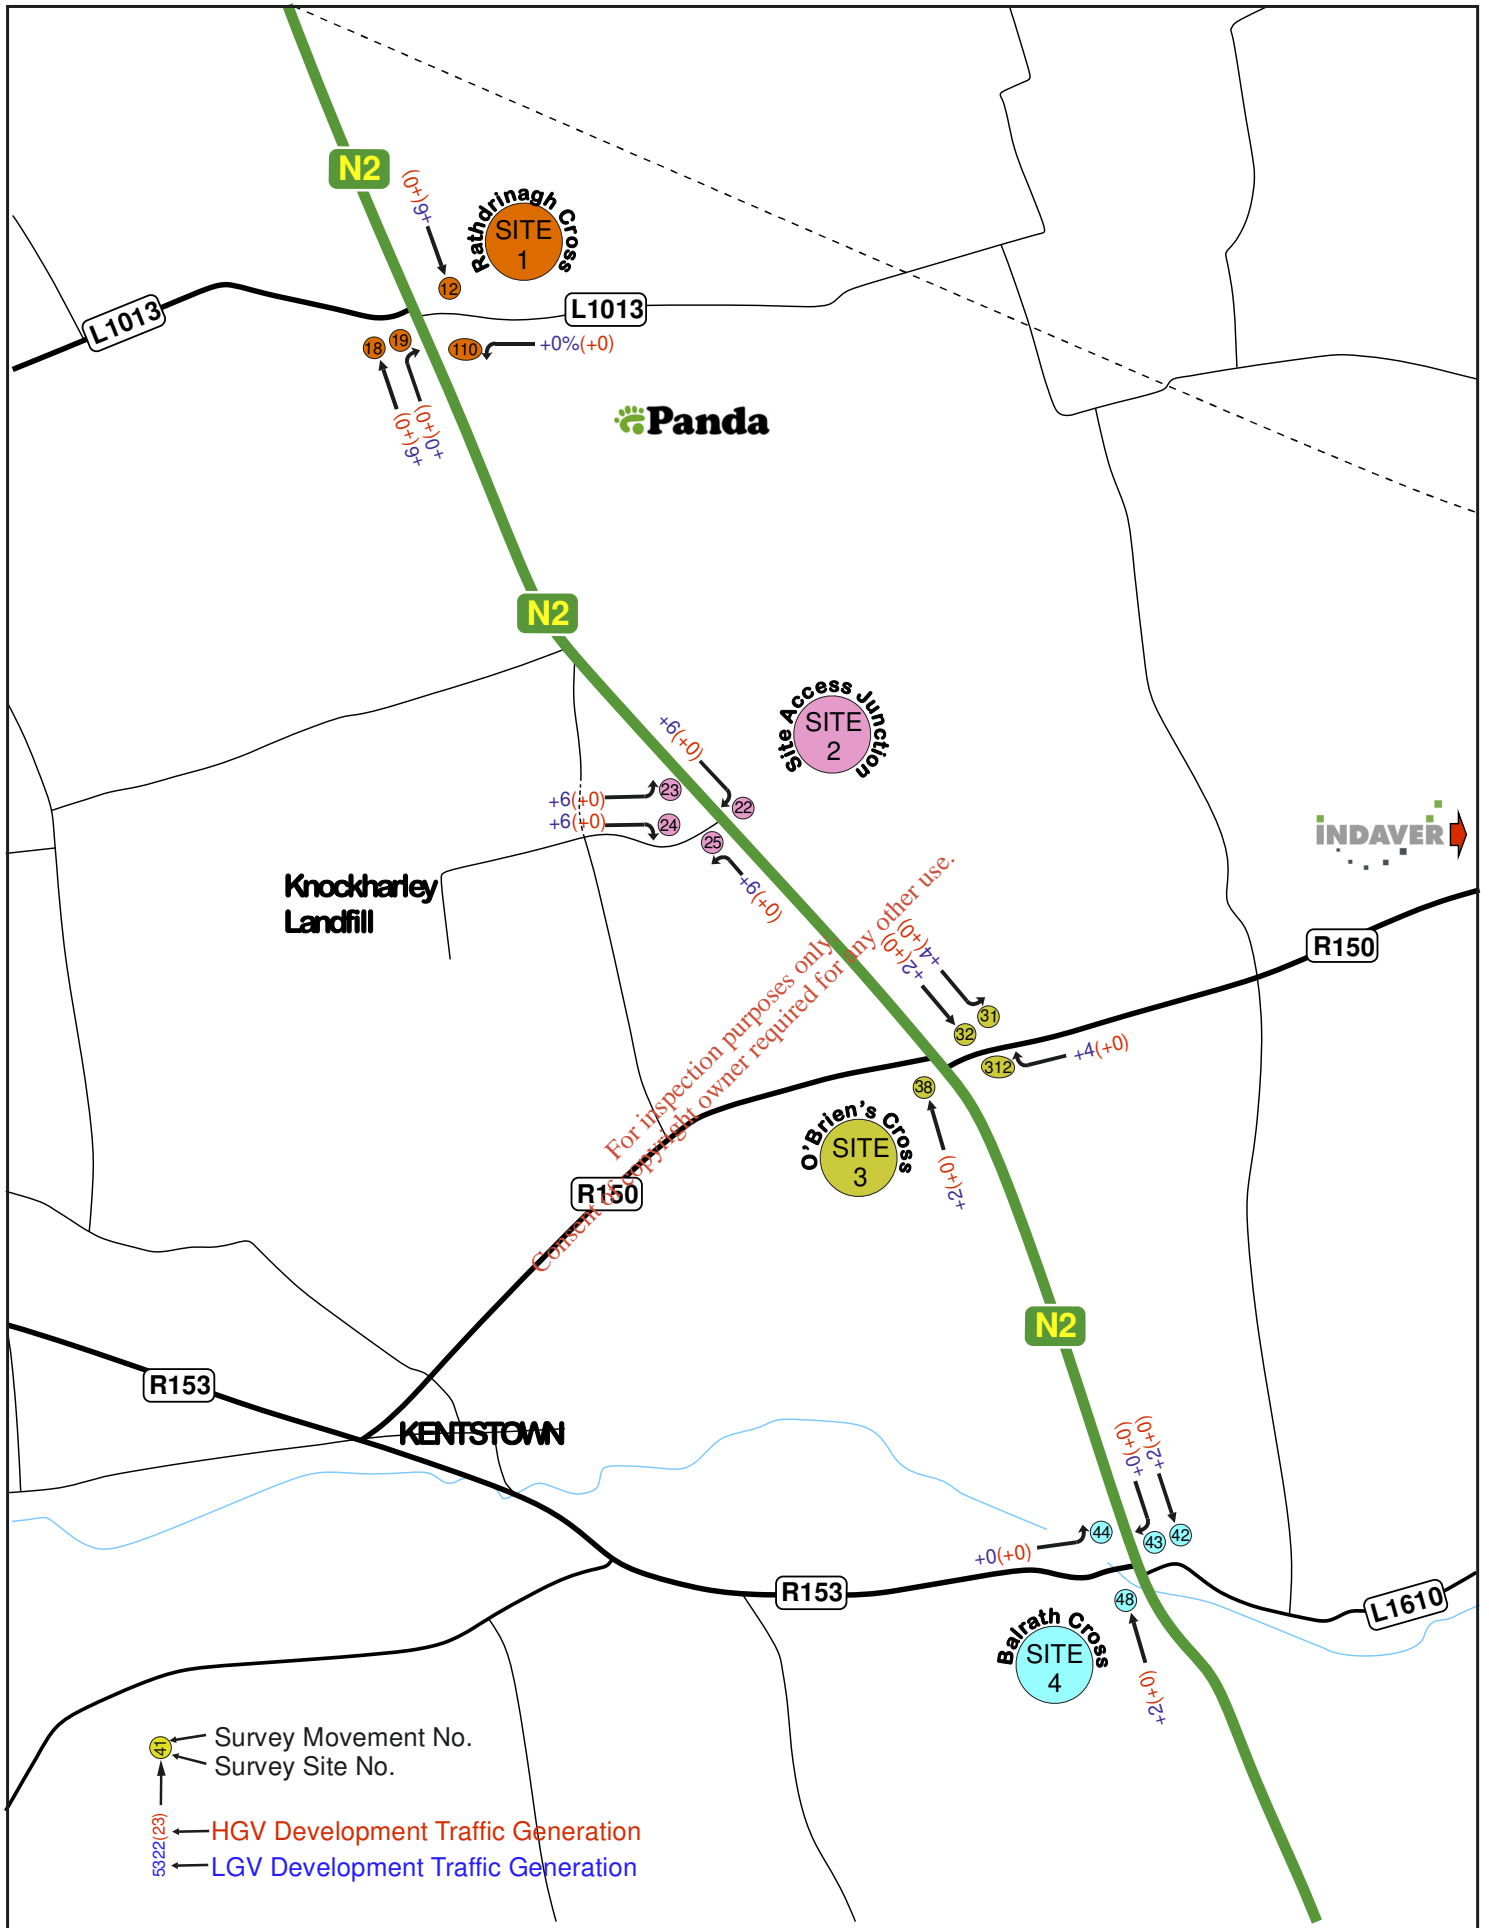 N2
+6(+0)
Rathdrinagh Cross
SITE
1
12
L1013
L1013
18
19
110
+0%(+0)
+6(+0)
+0(+0)
Panda
N2
Site Access Junction
SITE
2
+6(+0)
+6(+0)
23
22
+6(+0)
24
25
+6(+0)
INDAVER
Knockharley
Landfill
For inspection purposes only.
Consent of copyright owner required for any other use.
+4(+0)
+2(+0)
R150
31
32
312
+4(+0)
38
O'Brien's Cross
SITE
3
+2(+0)
R150
N2
R153
KENTSTOWN
+0(+0)
+2(+0)
44
43
42
+0(+0)
R153
48
L1610
Balrath Cross
SITE
4
+2(+0)
41
Survey Movement No.
Survey Site No.
5322(23)
HGV Development Traffic Generation
LGV Development Traffic Generation